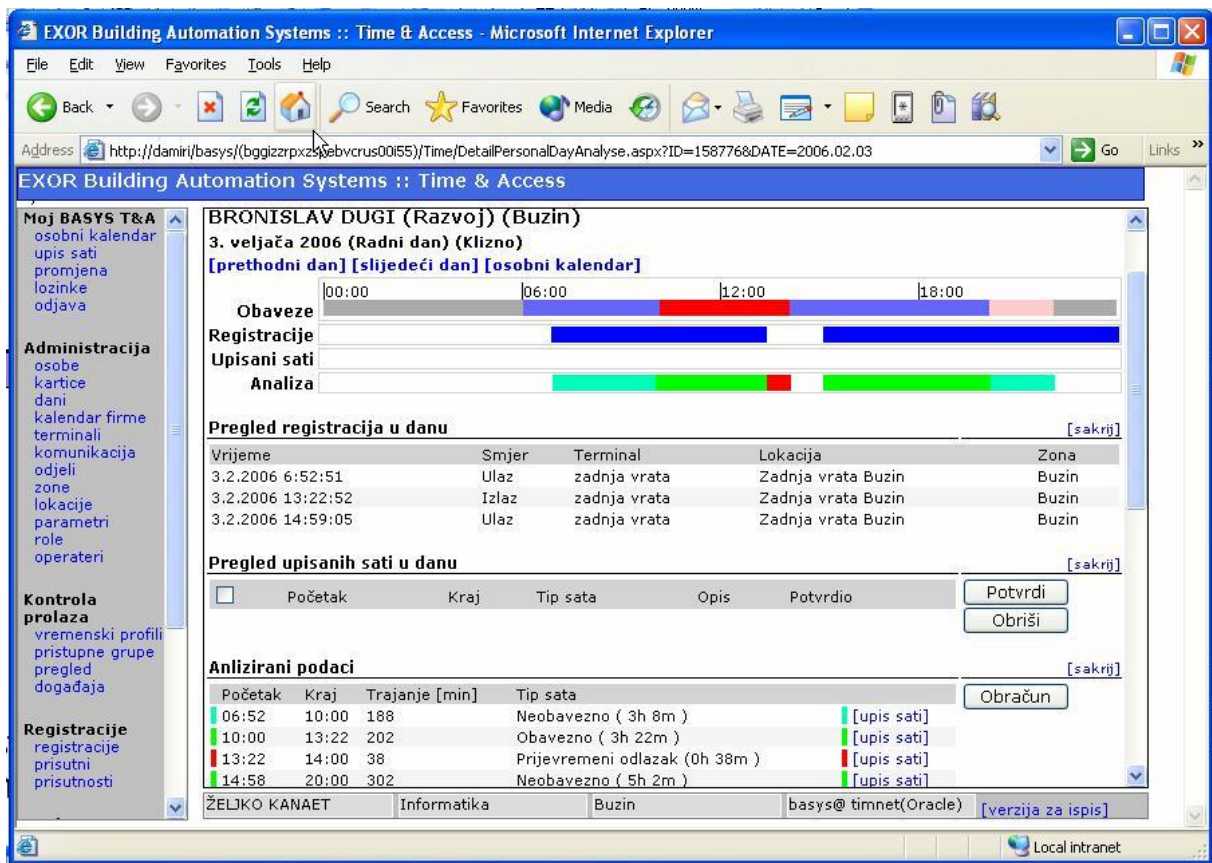 EXOR Building Automation Systems :: Time & Access - Microsoft Internet Explorer
File Edit View Favorites Tools Help
Back Search Favorites Media
Address http://damiri/basys/(bggizzrpxzs ebvcrus00i55)/Time/DetailPersonalDayAnalyse.aspx?ID=158776&DATE=2006.02.03 Go Links »
EXOR Building Automation Systems :: Time & Access
Moj BASYS T&A
osobni kalendar
upis sati
promjena
lozinke
odjava
Administracija
osobe
kartice
dani
kalendar firme
terminali
komunikacija
odjeli
zone
lokacije
parametri
role
operateri
Kontrola
prolaza
vremenski profili
pristupne grupe
pregled
događaja
Registracije
registracije
prisutni
prisutnosti
BRONISLAV DUGI (Razvoj) (Buzin)
3. veljača 2006 (Radni dan) (Klizno)
[prethodni dan] [slijedeći dan] [osobni kalendar]
00:00 06:00 12:00 18:00
Obaveze
Registracije
Upisani sati
Analiza
Pregled registracija u danu [sakrij]
Vrijeme Smjer Terminal Lokacija Zona
3.2.2006 6:52:51 Ulaz zadnja vrata Zadnja vrata Buzin Buzin
3.2.2006 13:22:52 Izlaz zadnja vrata Zadnja vrata Buzin Buzin
3.2.2006 14:59:05 Ulaz zadnja vrata Zadnja vrata Buzin Buzin
Pregled upisanih sati u danu [sakrij]
Početak Kraj Tip sata Opis Potvrdio Potvrdi
Obriši
Anlizirani podaci [sakrij]
Početak Kraj Trajanje [min] Tip sata Obračun
06:52 10:00 188 Neobavezno ( 3h 8m ) [upis sati]
10:00 13:22 202 Obavezno ( 3h 22m ) [upis sati]
13:22 14:00 38 Prijevremeni odlazak (0h 38m ) [upis sati]
14:58 20:00 302 Neobavezno ( 5h 2m ) [upis sati]
ŽELJKO KANAET Informatika Buzin basys@ timnet(Oracle) [verzija za ispis]
Local intranet